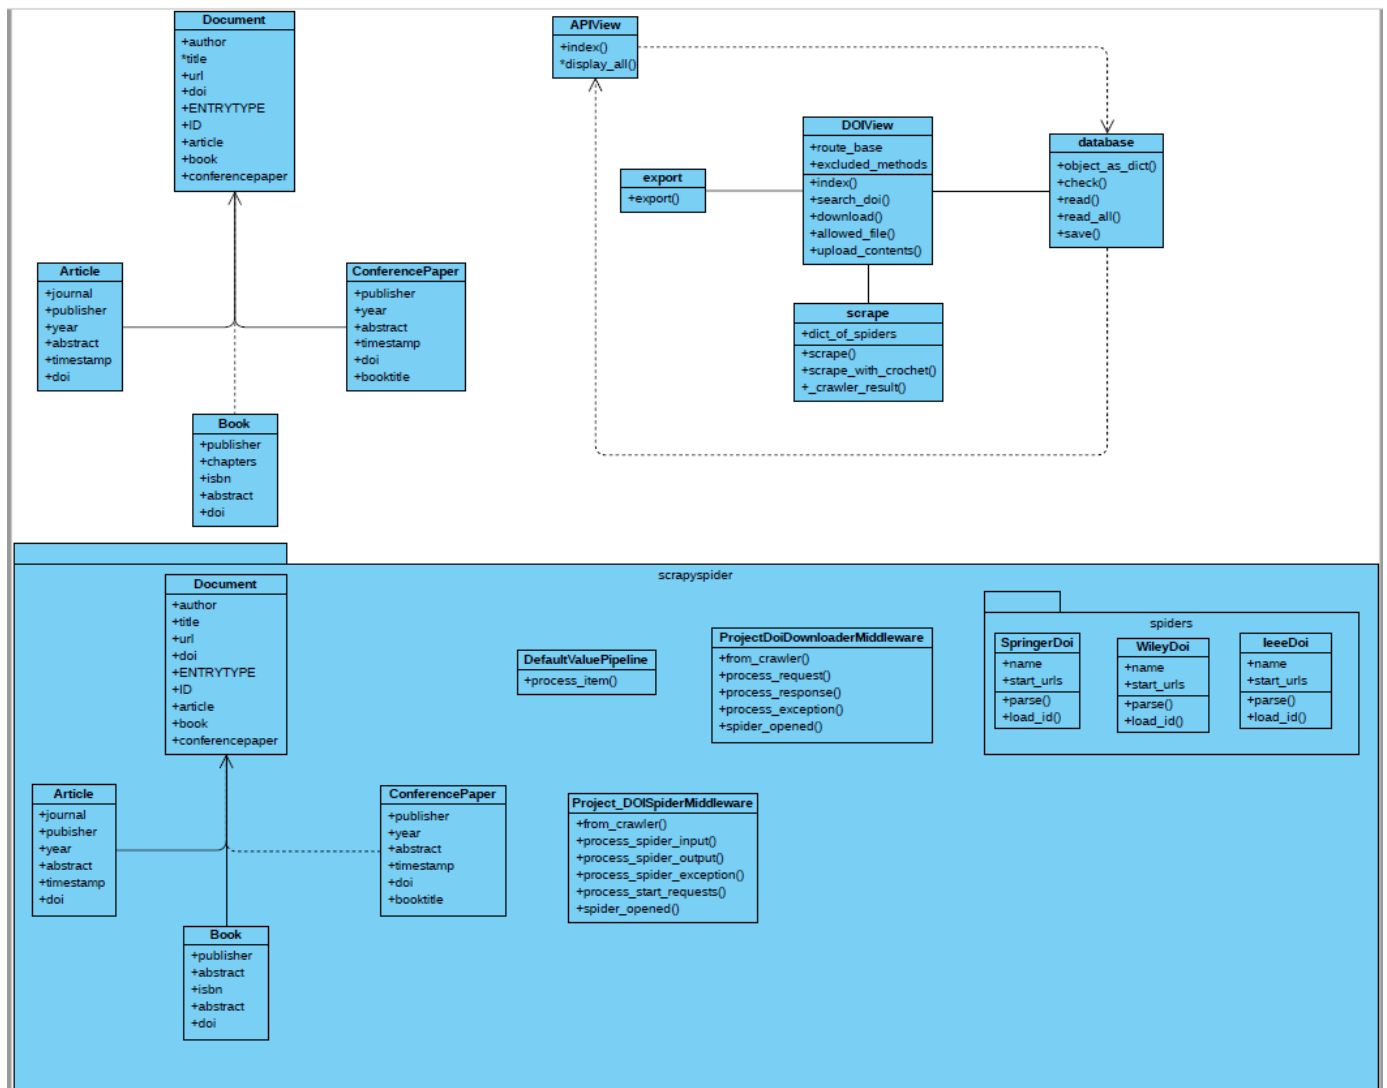 Document
+author
*title
+url
+doi
+ENTRYTYPE
+ID
+article
+book
+conferencepaper
Article
+journal
+publisher
+year
+abstract
+timestamp
+doi
ConferencePaper
+publisher
+year
+abstract
+timestamp
+doi
+booktitle
Book
+publisher
+chapters
+isbn
+abstract
+doi
APIView
+index()
*display_all()
DOIView
+route_base
+excluded_methods
+index()
+search_doi()
+download()
+allowed_file()
+upload_contents()
export
+export()
database
+object_as_dict()
+check()
+read()
+read_all()
+save()
scrape
+dict_of_spiders
+scrape()
+scrape_with_crochet()
+_crawler_result()
scrapyspider
Document
+author
+title
+url
+doi
+ENTRYTYPE
+ID
+article
+book
+conferencepaper
Article
+journal
+pubisher
+year
+abstract
+timestamp
+doi
ConferencePaper
+publisher
+year
+abstract
+timestamp
+doi
+booktitle
Book
+publisher
+abstract
+isbn
+abstract
+doi
DefaultValuePipeline
+process_item()
ProjectDoiDownloaderMiddleware
+from_crawler()
+process_request()
+process_response()
+process_exception()
+spider_opened()
Project_DOISpiderMiddleware
+from_crawler()
+process_spider_input()
+process_spider_output()
+process_spider_exception()
+process_start_requests()
+spider_opened()
spiders
SpringerDoi
+name
+start_urls
+parse()
+load_id()
WileyDoi
+name
+start_urls
+parse()
+load_id()
IeeeDoi
+name
+start_urls
+parse()
+load_id()